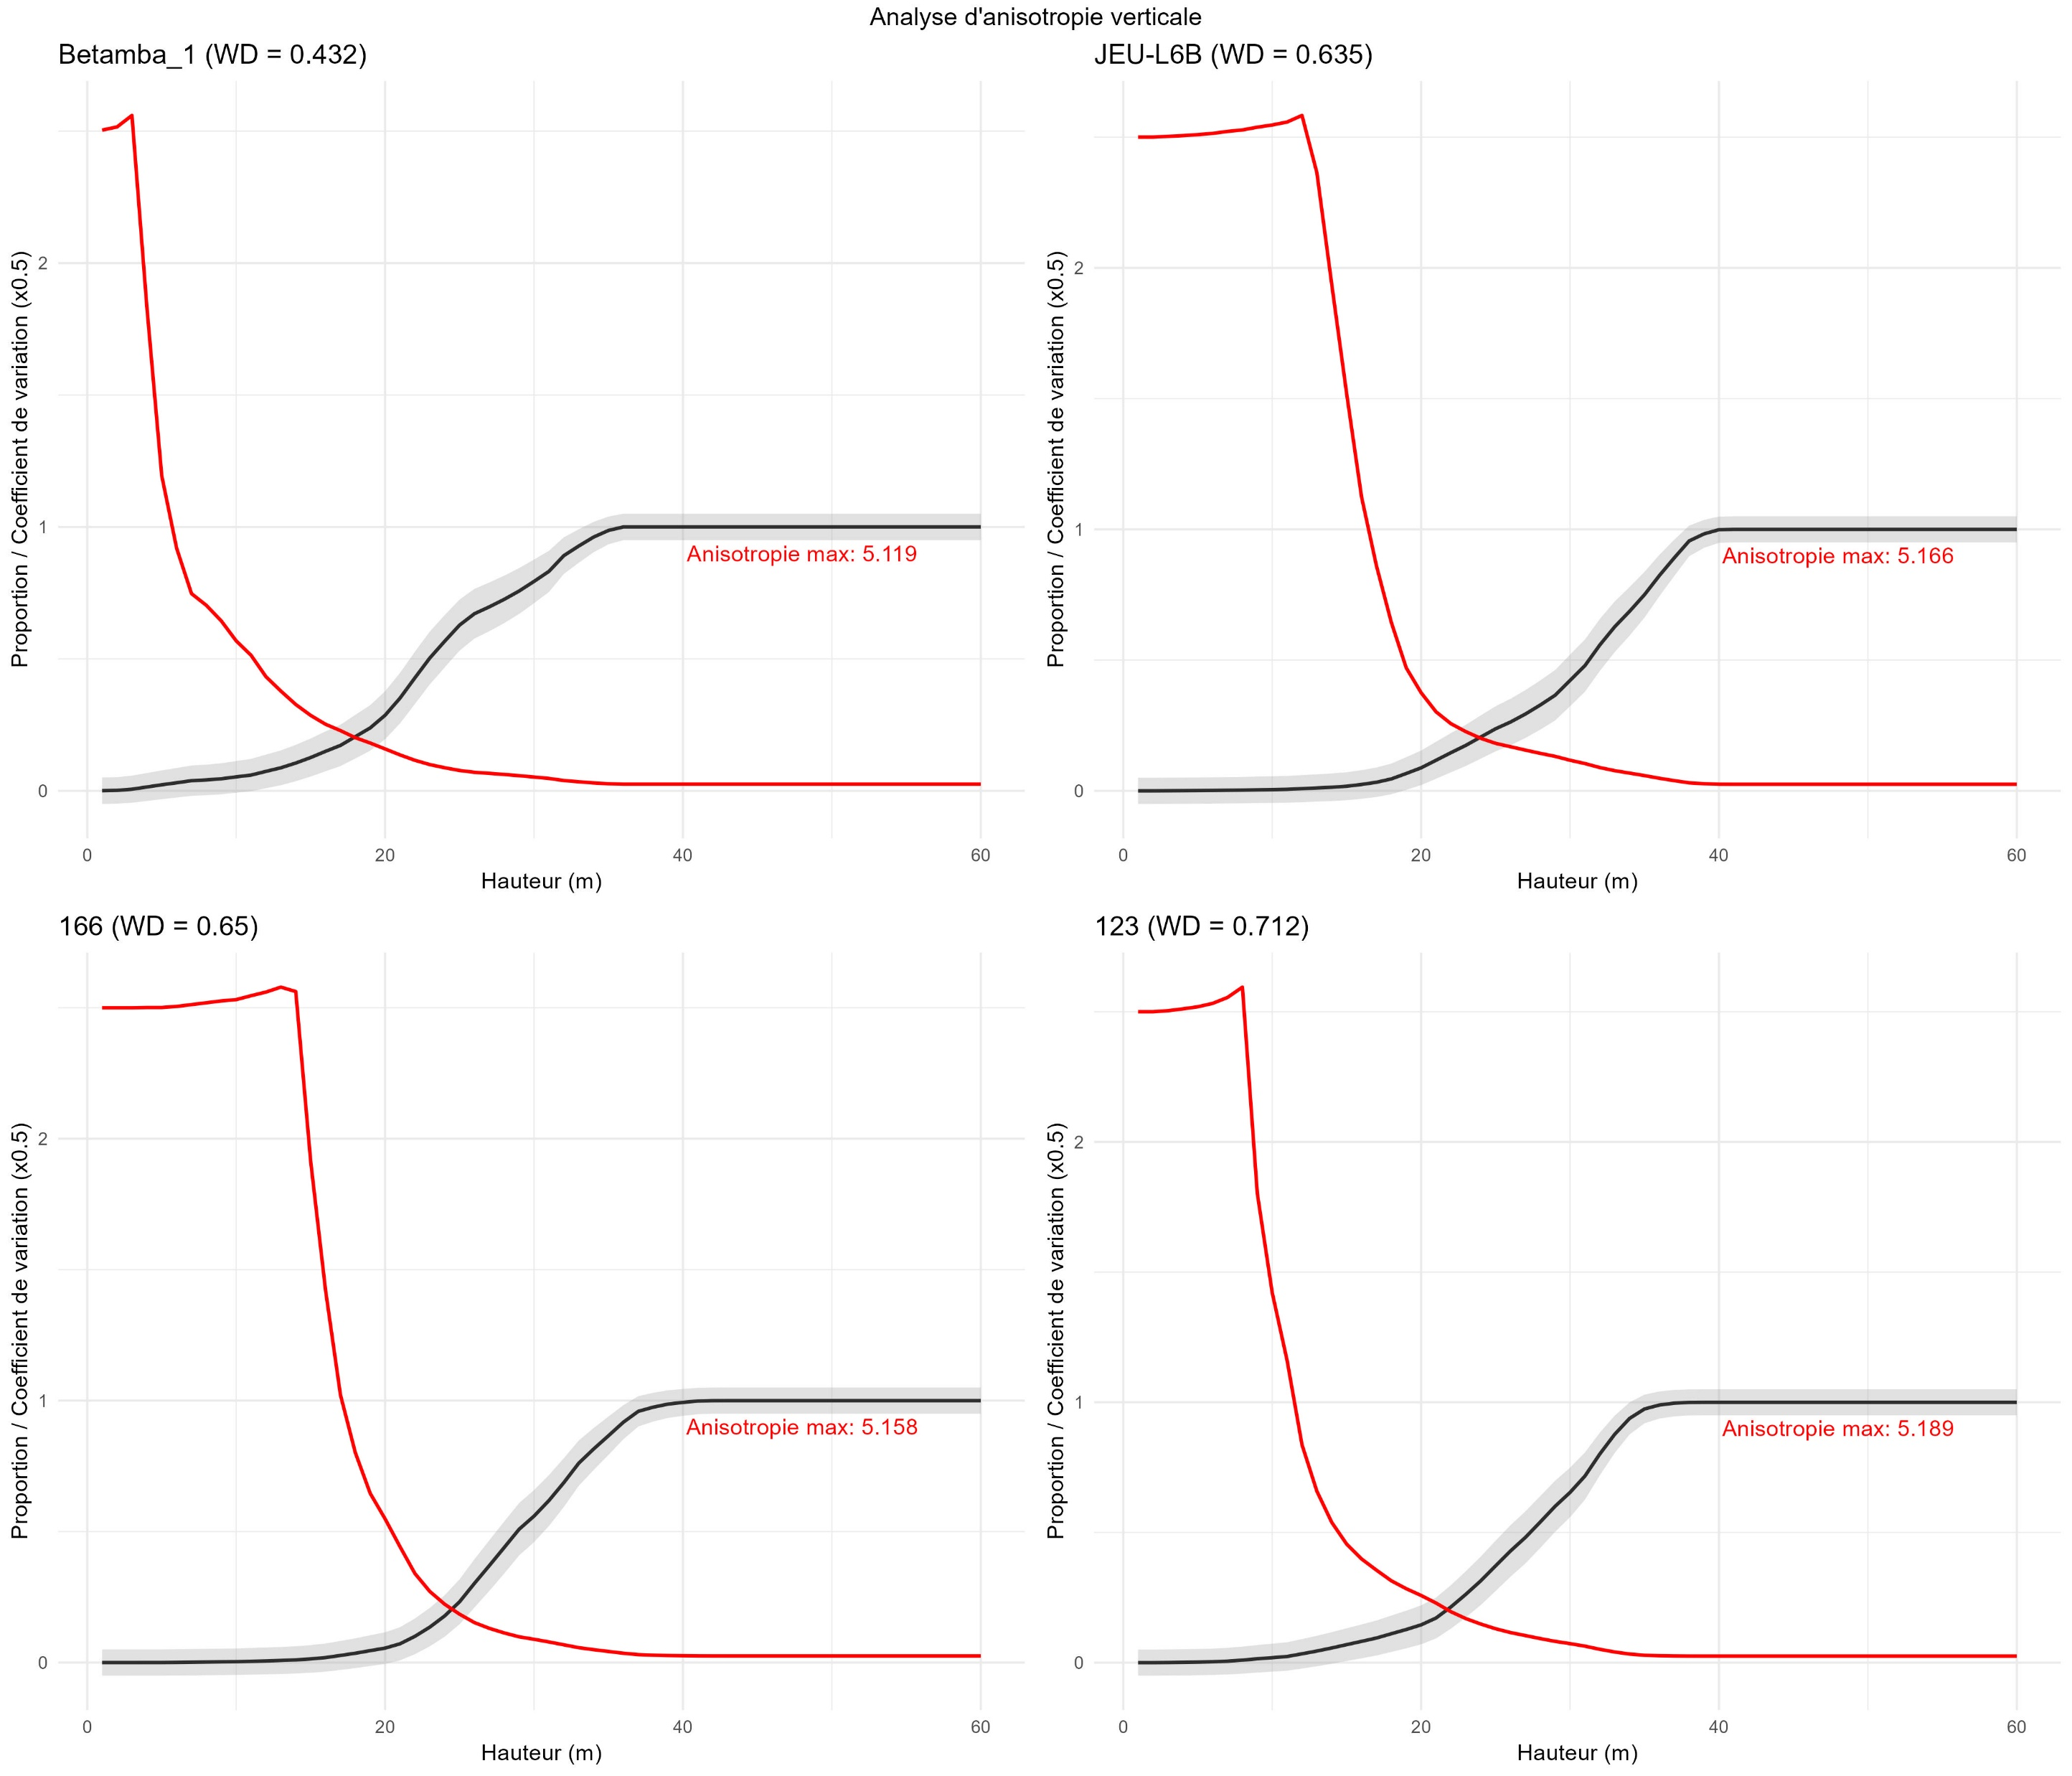 Analyse d'anisotropie verticale
Betamba_1 (WD = 0.432)
Proportion / Coefficient de variation (x0.5)
2
1
0
Anisotropie max: 5.119
0 20 40 60
Hauteur (m)
JEU-L6B (WD = 0.635)
Proportion / Coefficient de variation (x0.5)
2
1
0
Anisotropie max: 5.166
0 20 40 60
Hauteur (m)
166 (WD = 0.65)
Proportion / Coefficient de variation (x0.5)
2
1
0
Anisotropie max: 5.158
0 20 40 60
Hauteur (m)
123 (WD = 0.712)
Proportion / Coefficient de variation (x0.5)
2
1
0
Anisotropie max: 5.189
0 20 40 60
Hauteur (m)